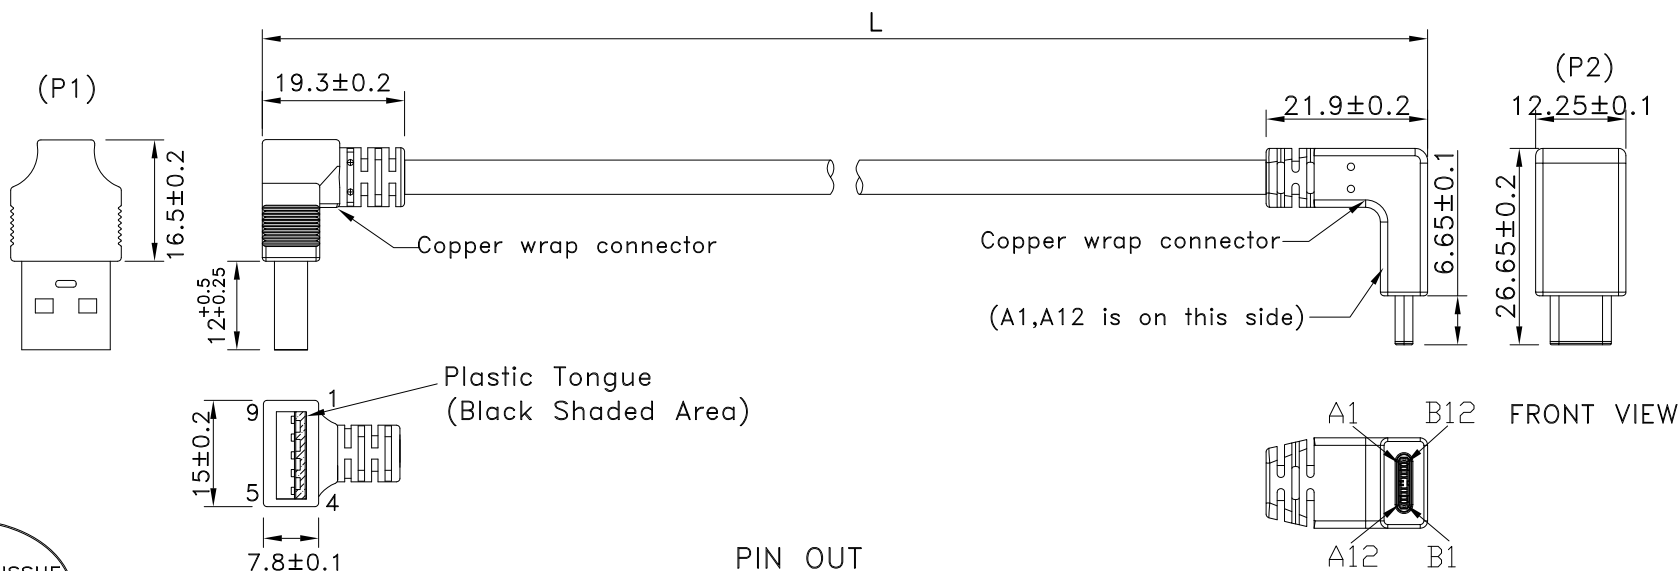 L
(P1)
19.3±0.2
21.9±0.2
(P2)
12.25±0.1
16.5±0.2
Copper wrap connector
Copper wrap connector
6.65±0.1
26.65±0.2
12+0.5
+0.25
(A1,A12 is on this side)
Plastic Tongue
(Black Shaded Area)
9
1
15±0.2
5
4
7.8±0.1
A1
B12
FRONT VIEW
A12
B1
PIN OUT